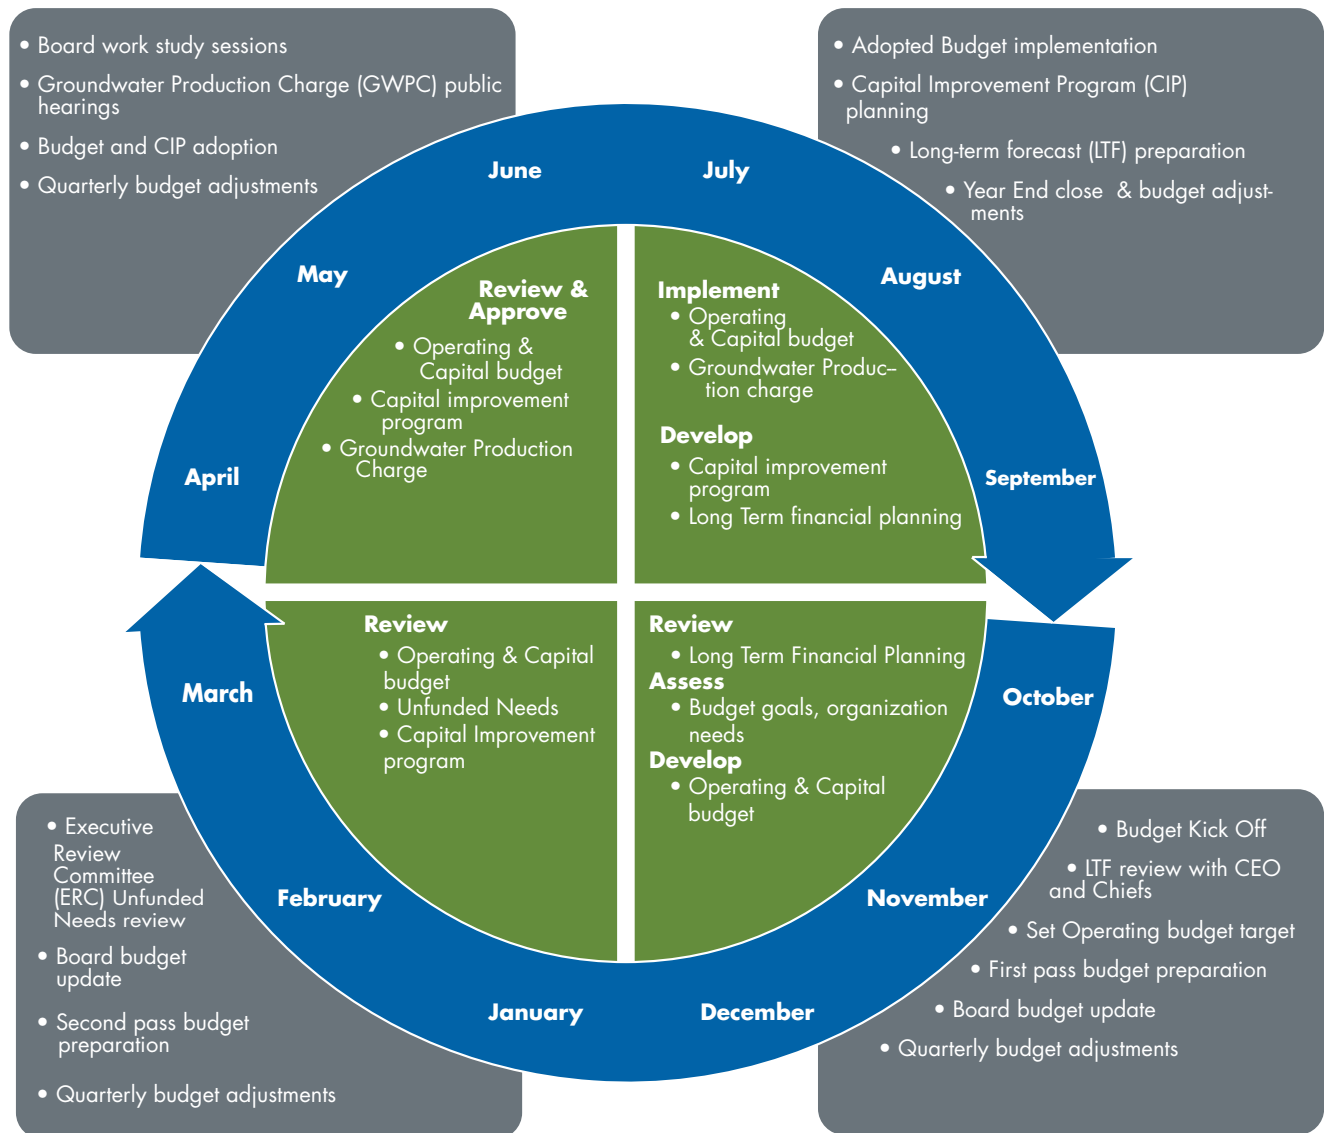 • Board work study sessions
• Groundwater Production Charge (GWPC) public
hearings
• Budget and CIP adoption
• Quarterly budget adjustments
• Adopted Budget implementation
• Capital Improvement Program (CIP)
planning
• Long-term forecast (LTF) preparation
• Year End close & budget adjust-
ments
June
July
May
August
April
September
Review &
Approve
• Operating &
Capital budget
• Capital improvement
program
• Groundwater Production
Charge
Implement
• Operating
& Capital budget
• Groundwater Produc–
tion charge
Develop
• Capital improvement
program
• Long Term financial planning
Review
• Operating & Capital
budget
• Unfunded Needs
• Capital Improvement
program
Review
• Long Term Financial Planning
Assess
• Budget goals, organization
needs
Develop
• Operating & Capital
budget
March
October
February
November
January
December
• Executive
Review
Committee
(ERC) Unfunded
Needs review
• Board budget
update
• Second pass budget
preparation
• Quarterly budget adjustments
• Budget Kick Off
• LTF review with CEO
and Chiefs
• Set Operating budget target
• First pass budget preparation
• Board budget update
• Quarterly budget adjustments